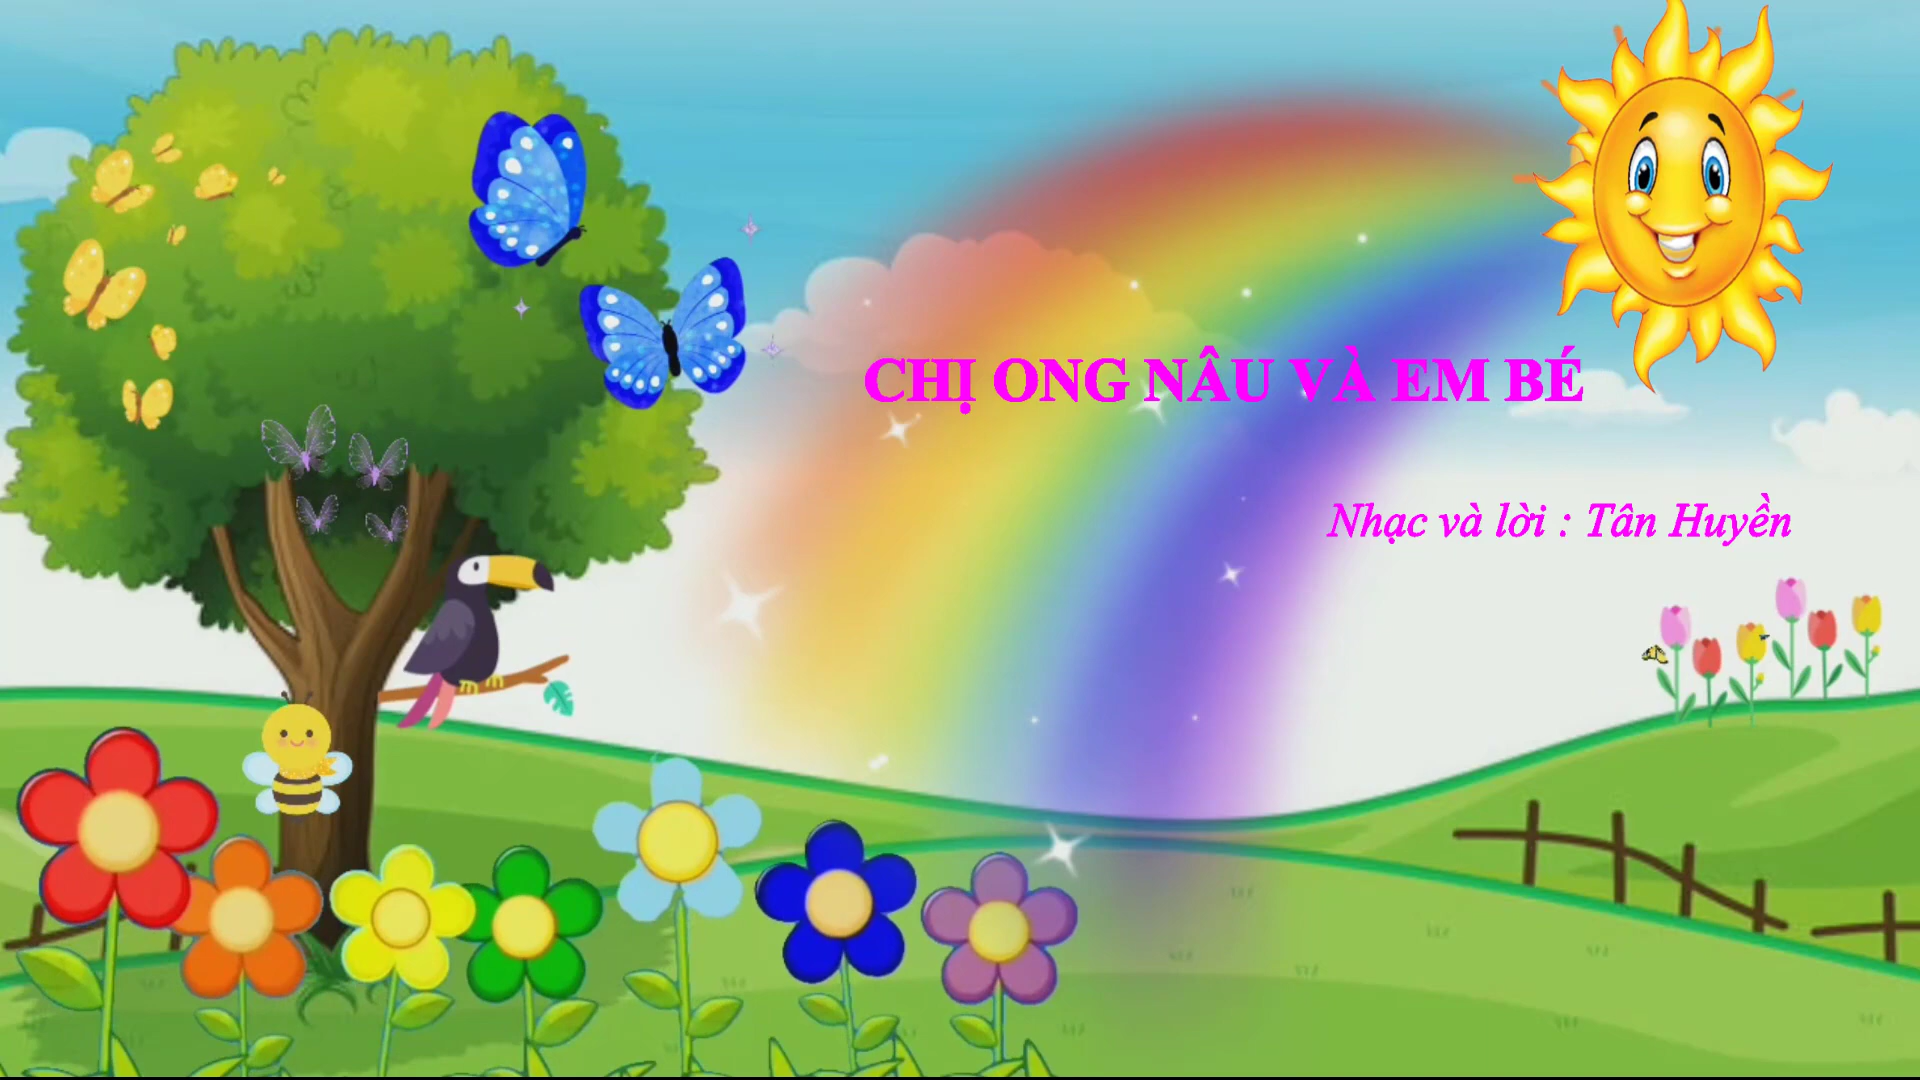 CHỊ ONG NÂU VÀ EM BÉ
Nhạc và lời : Tân Huyền